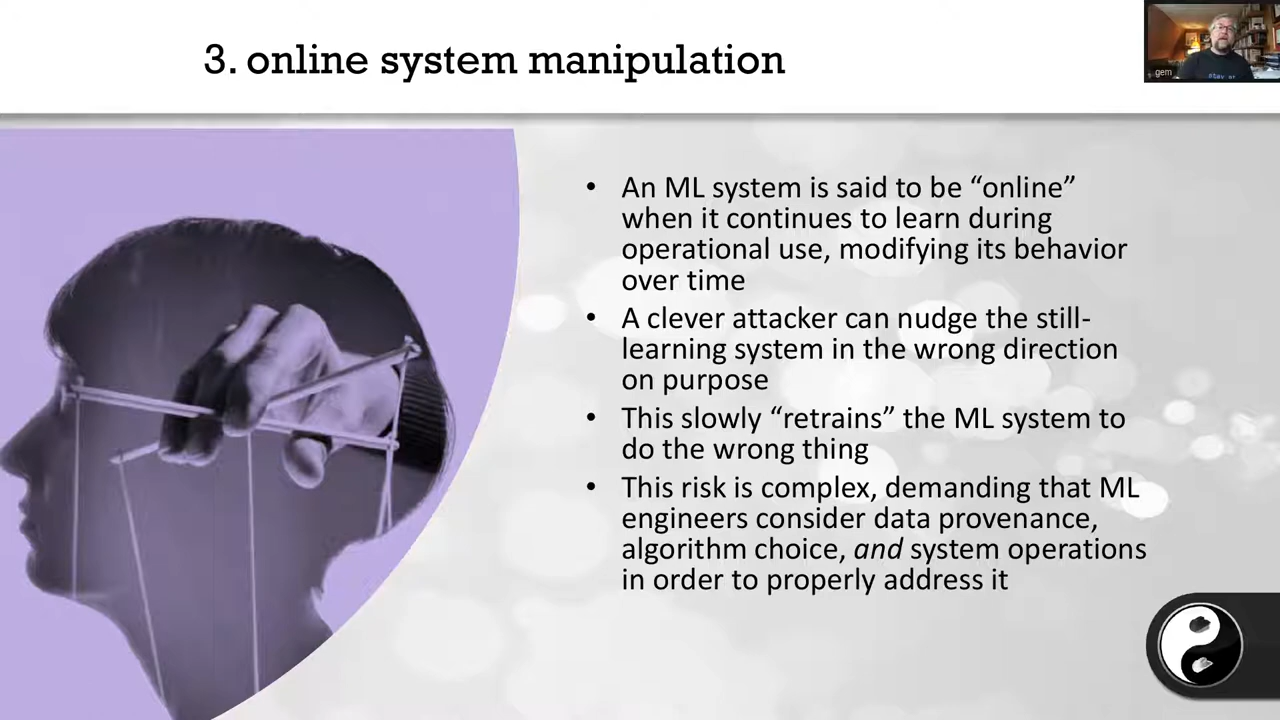 3. online system manipulation
gem
• An ML system is said to be “online”
when it continues to learn during
operational use, modifying its behavior
over time
• A clever attacker can nudge the still-
learning system in the wrong direction
on purpose
• This slowly “retrains” the ML system to
do the wrong thing
• This risk is complex, demanding that ML
engineers consider data provenance,
algorithm choice, and system operations
in order to properly address it